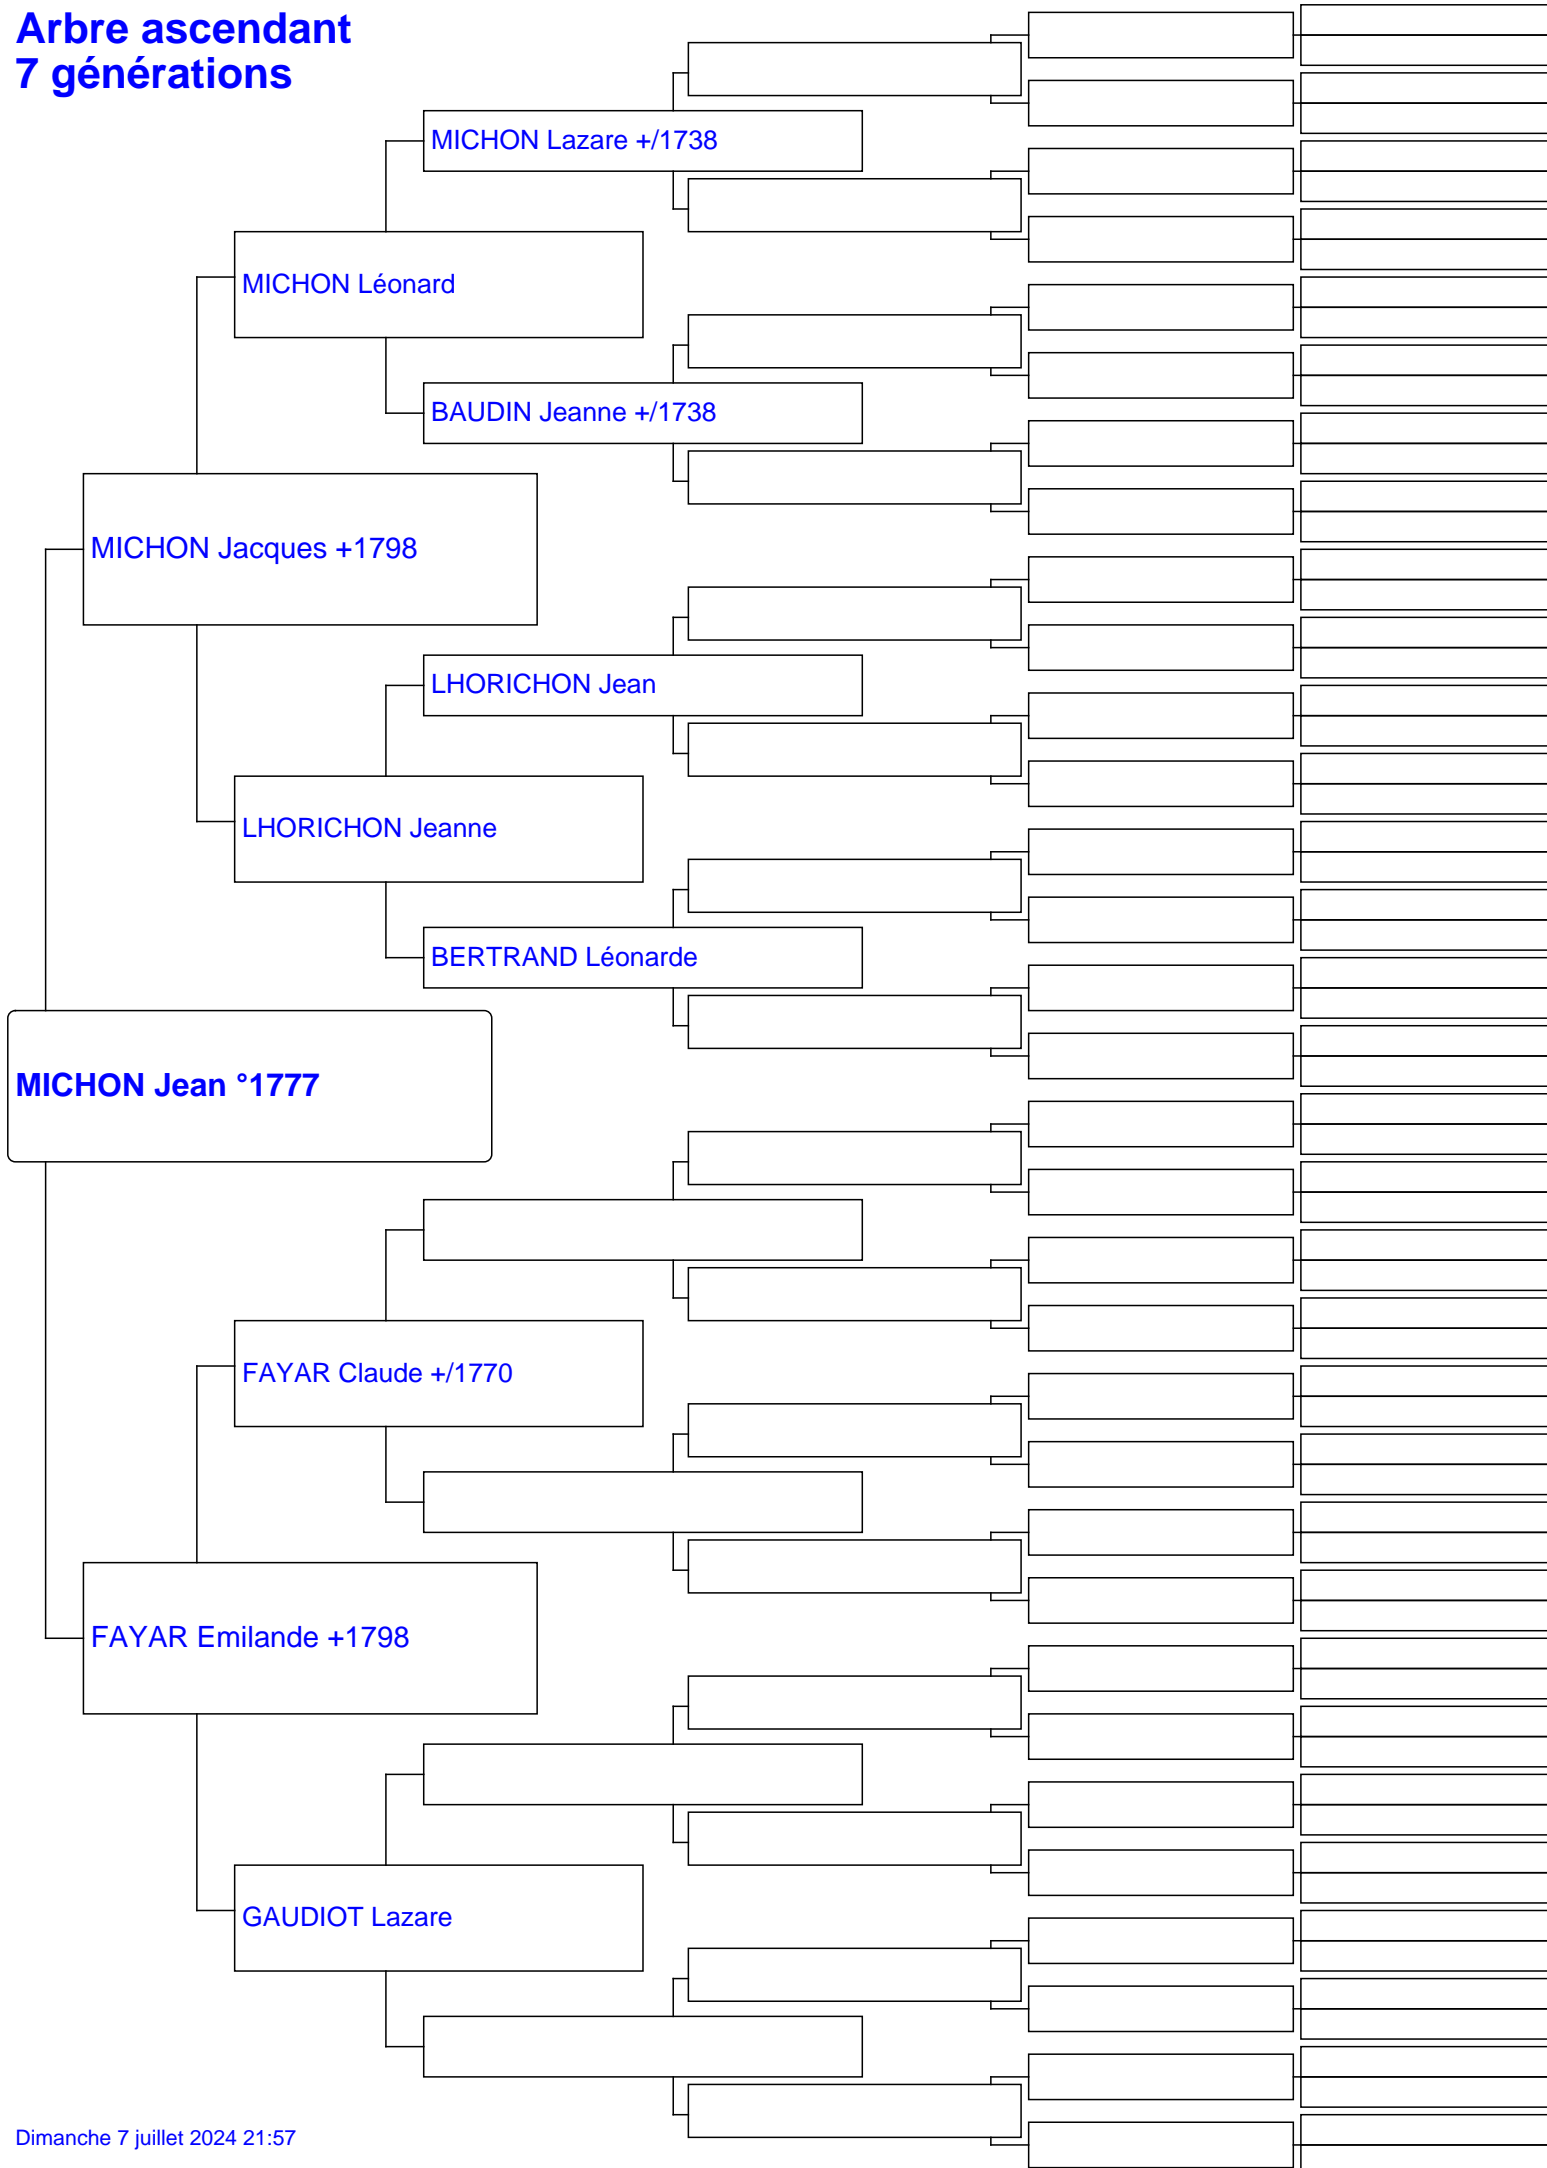 Arbre ascendant
7 générations
MICHON Lazare +/1738
MICHON Léonard
BAUDIN Jeanne +/1738
MICHON Jacques +1798
LHORICHON Jean
LHORICHON Jeanne
BERTRAND Léonarde
MICHON Jean °1777
FAYAR Claude +/1770
FAYAR Emilande +1798
GAUDIOT Lazare
Dimanche 7 juillet 2024 21:57